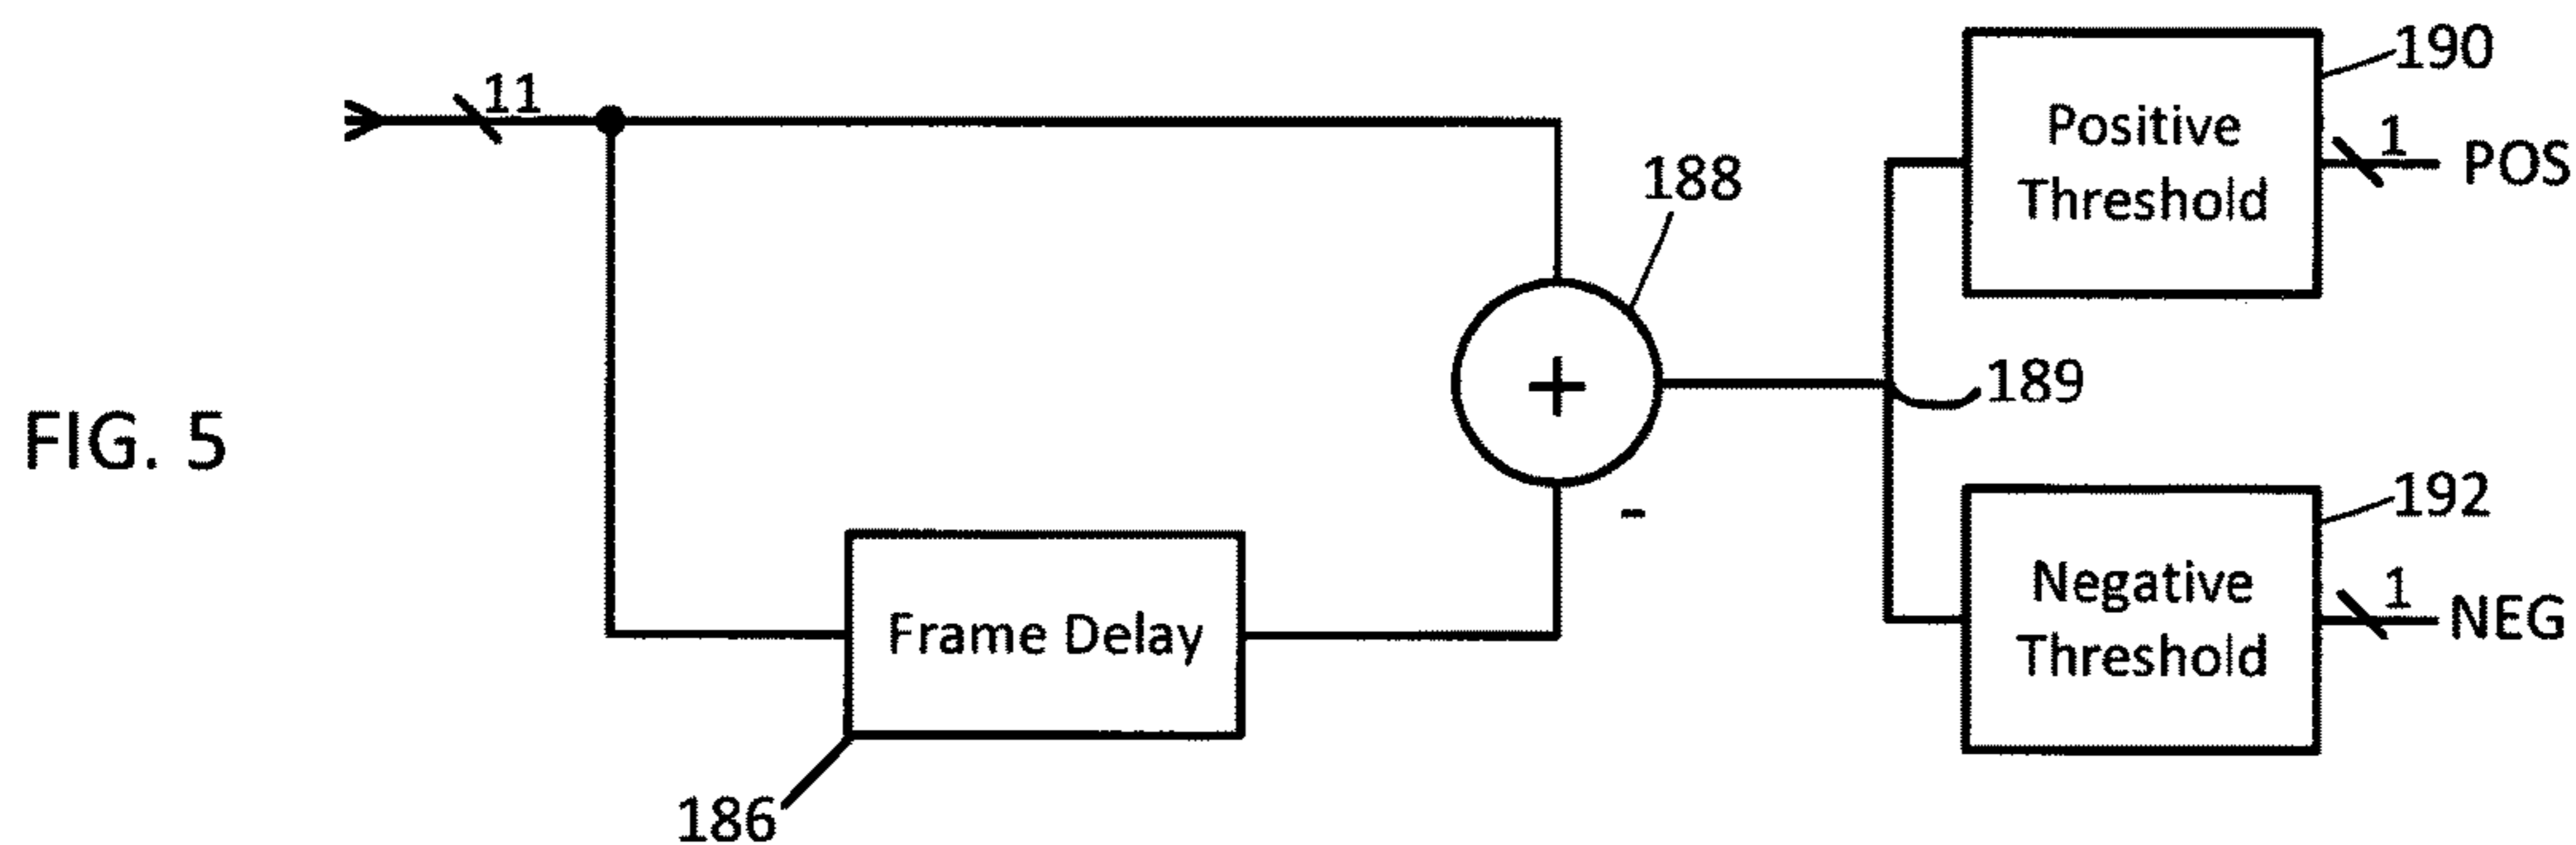 11
190
Positive
Threshold
1
POS
188
+
189
FIG. 5
-
192
Negative
Threshold
1
NEG
Frame Delay
186